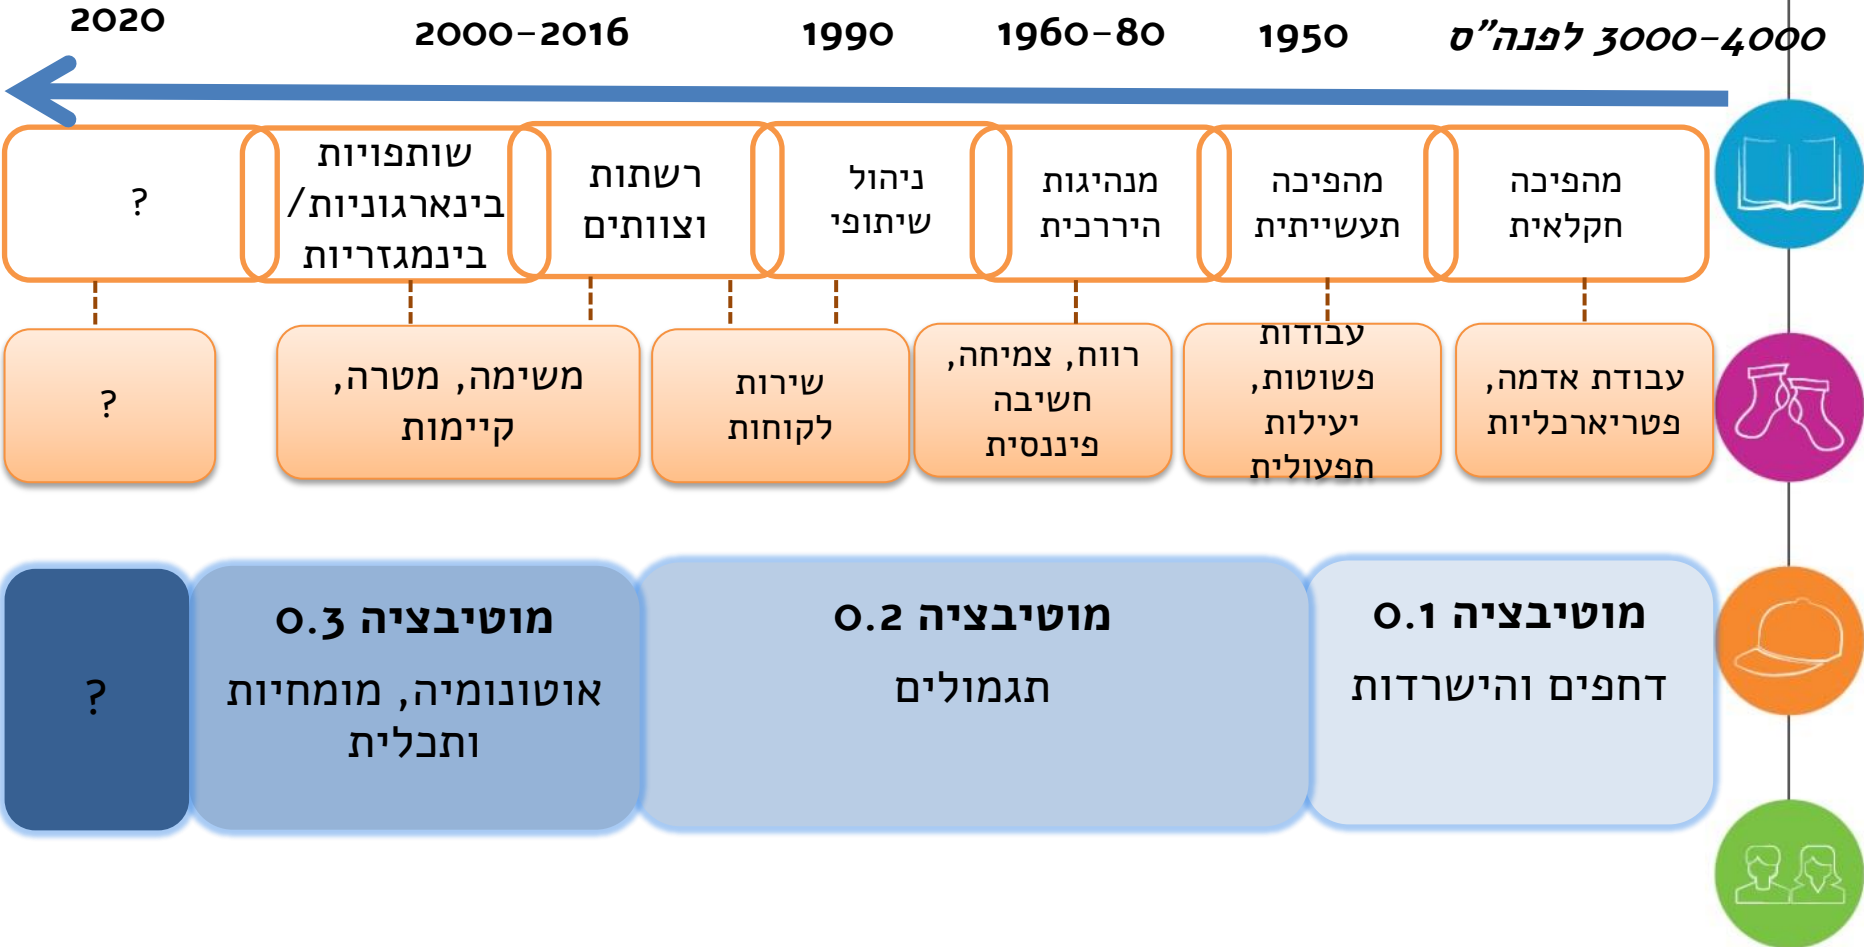 3000-4000 לפנה"ס
1950
1960-80
1990
2000-2016
2020
מהפיכה
חקלאית
מהפיכה
תעשייתית
מנהיגות
היררכית
ניהול
שיתופי
רשתות
וצוותים
שותפויות
בינארגוניות/
בינמגזריות
?
עבודת אדמה,
פטריארכליות
עבודות
פשוטות,
יעילות
תפעולית
רווח, צמיחה,
חשיבה
פיננסית
שירות
לקוחות
משימה, מטרה,
קיימות
?
מוטיבציה 0.1
דחפים והישרדות
מוטיבציה 0.2
תגמולים
מוטיבציה 0.3
אוטונומיה, מומחיות
ותכלית
?